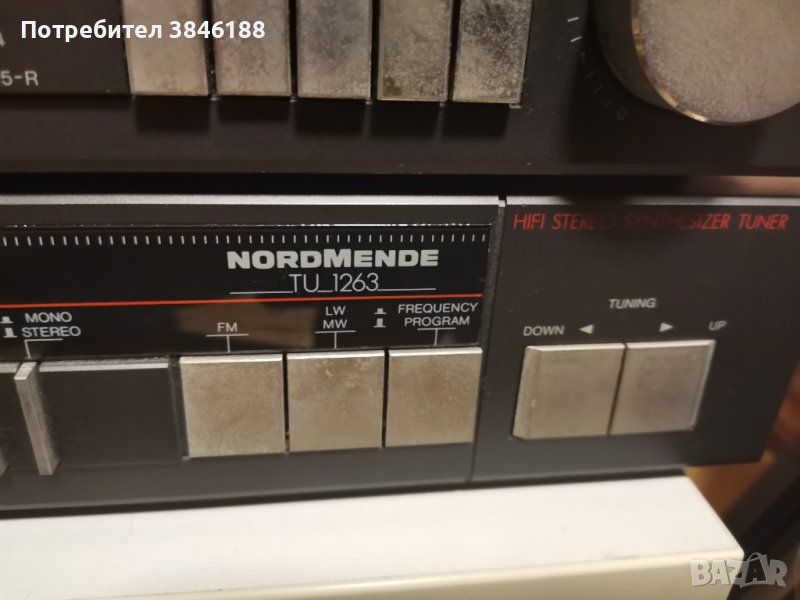 Потребител 3846188
5-R
HIFI STEREO SYNTHESIZER TUNER
NORDMENDE
TU 1263
MONO
STEREO
FM
LW
MW
FREQUENCY
PROGRAM
TUNING
DOWN
UP
BAZAR